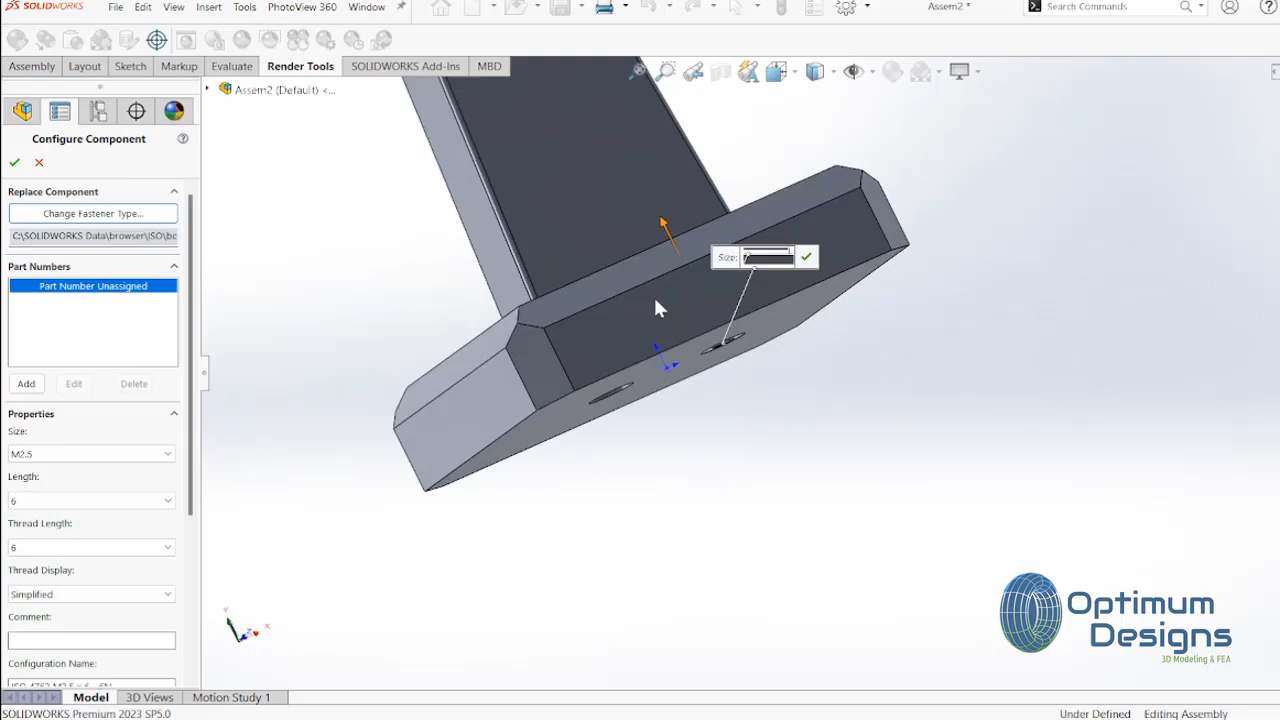 SOLIDWORKS File Edit View Insert Tools PhotoView 360 Window Assem2 * Search Commands
Assembly Layout Sketch Markup Evaluate Render Tools SOLIDWORKS Add-Ins MBD
Assem2 (Default) <...
Configure Component
Replace Component
Change Fastener Type...
C:\SOLIDWORKS Data\browser\ISO\bo
Part Numbers
Part Number Unassigned
Add Edit Delete
Properties
Size:
M2.5
Length:
6
Thread Length:
6
Thread Display:
Simplified
Comment:
Configuration Name:
Size:
Y
Z
X
Optimum
Designs
3D Modeling & FEA
Model 3D Views Motion Study 1
SOLIDWORKS Premium 2023 SP5.0 Under Defined Editing Assembly